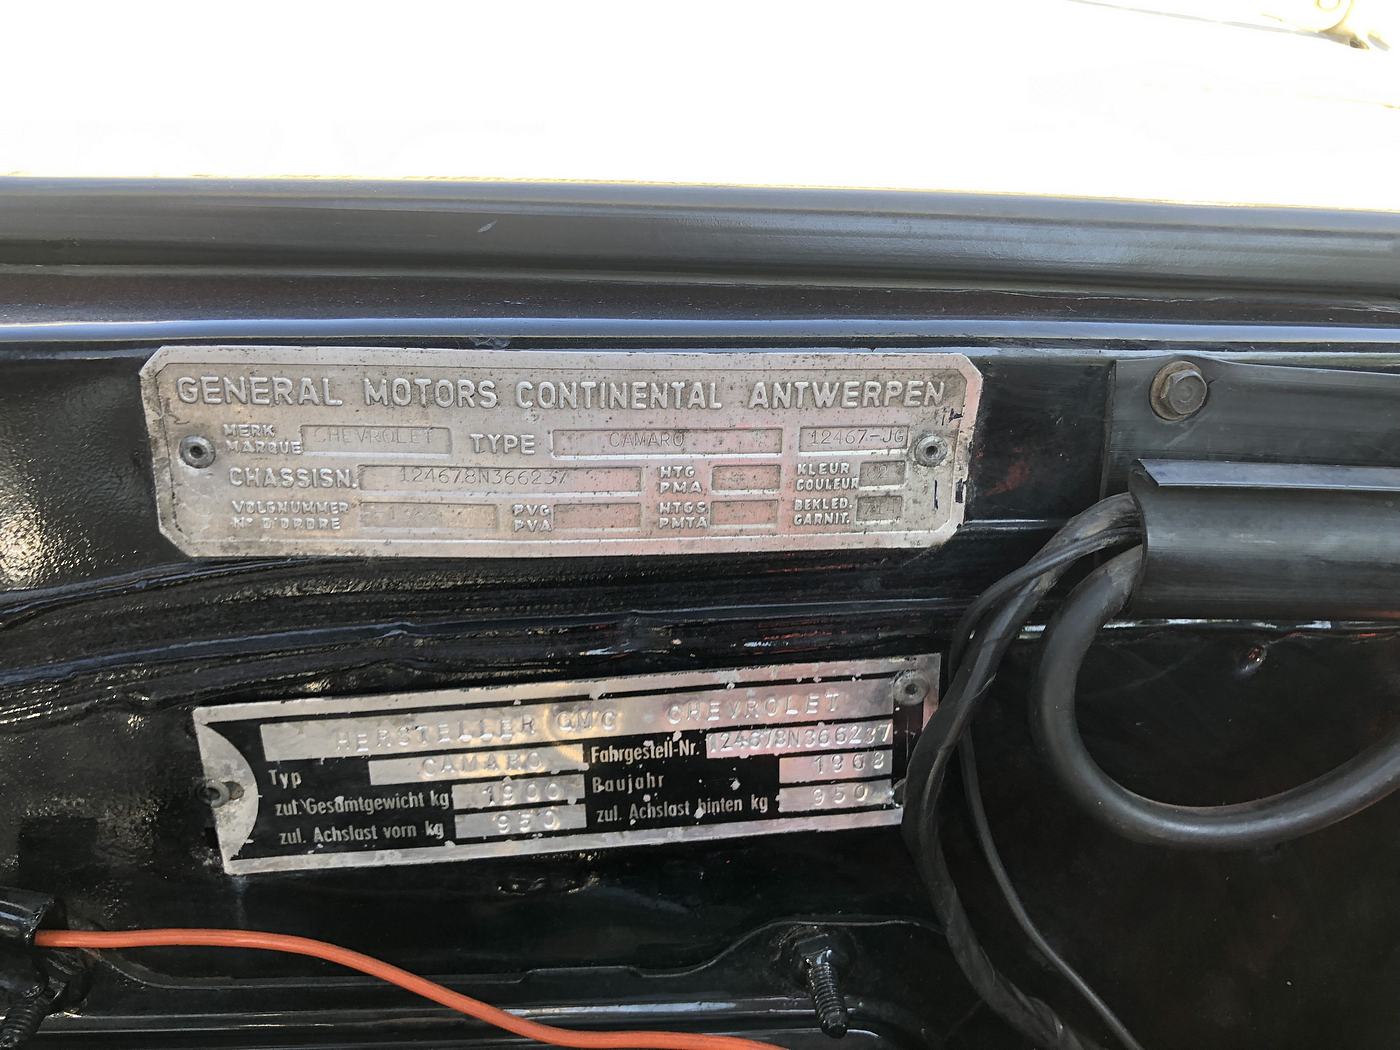 GENERAL MOTORS CONTINENTAL ANTWERPEN
MERK
MARQUE
CHEVROLET
TYPE
CAMARO
12467-JG
CHASSISN.
124678N366237
HTG
PMA
KLEUR
COULEUR
VOLGNUMMER
N° D'ORDRE
PVG
PVA
HTGS
PMTA
BEKLED.
GARNIT.
HERSTELLER GMC - CHEVROLET
Typ CAMARO Fahrgestell-Nr. 124678N366237
zul. Gesamtgewicht kg 1900 Baujahr 1968
zul. Achslast vorn kg 950 zul. Achslast hinten kg 950